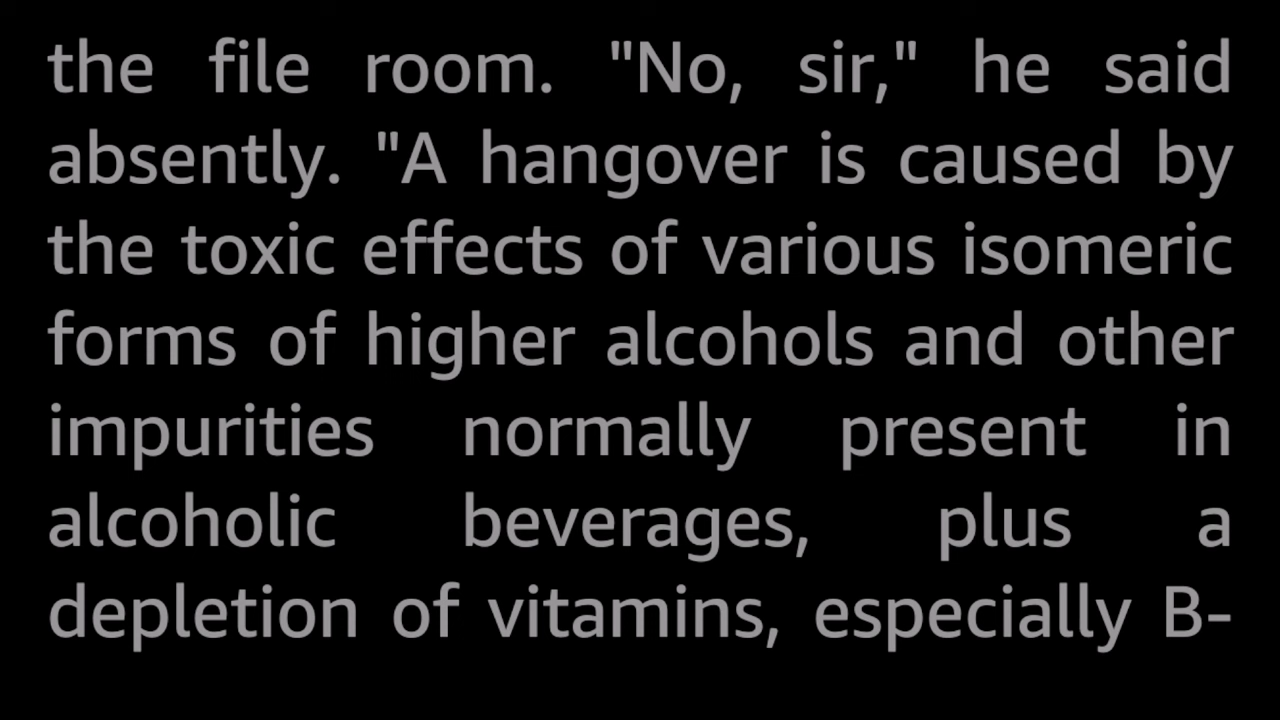 the file room. "No, sir," he said
absently. "A hangover is caused by
the toxic effects of various isomeric
forms of higher alcohols and other
impurities normally present in
alcoholic beverages, plus a
depletion of vitamins, especially B-